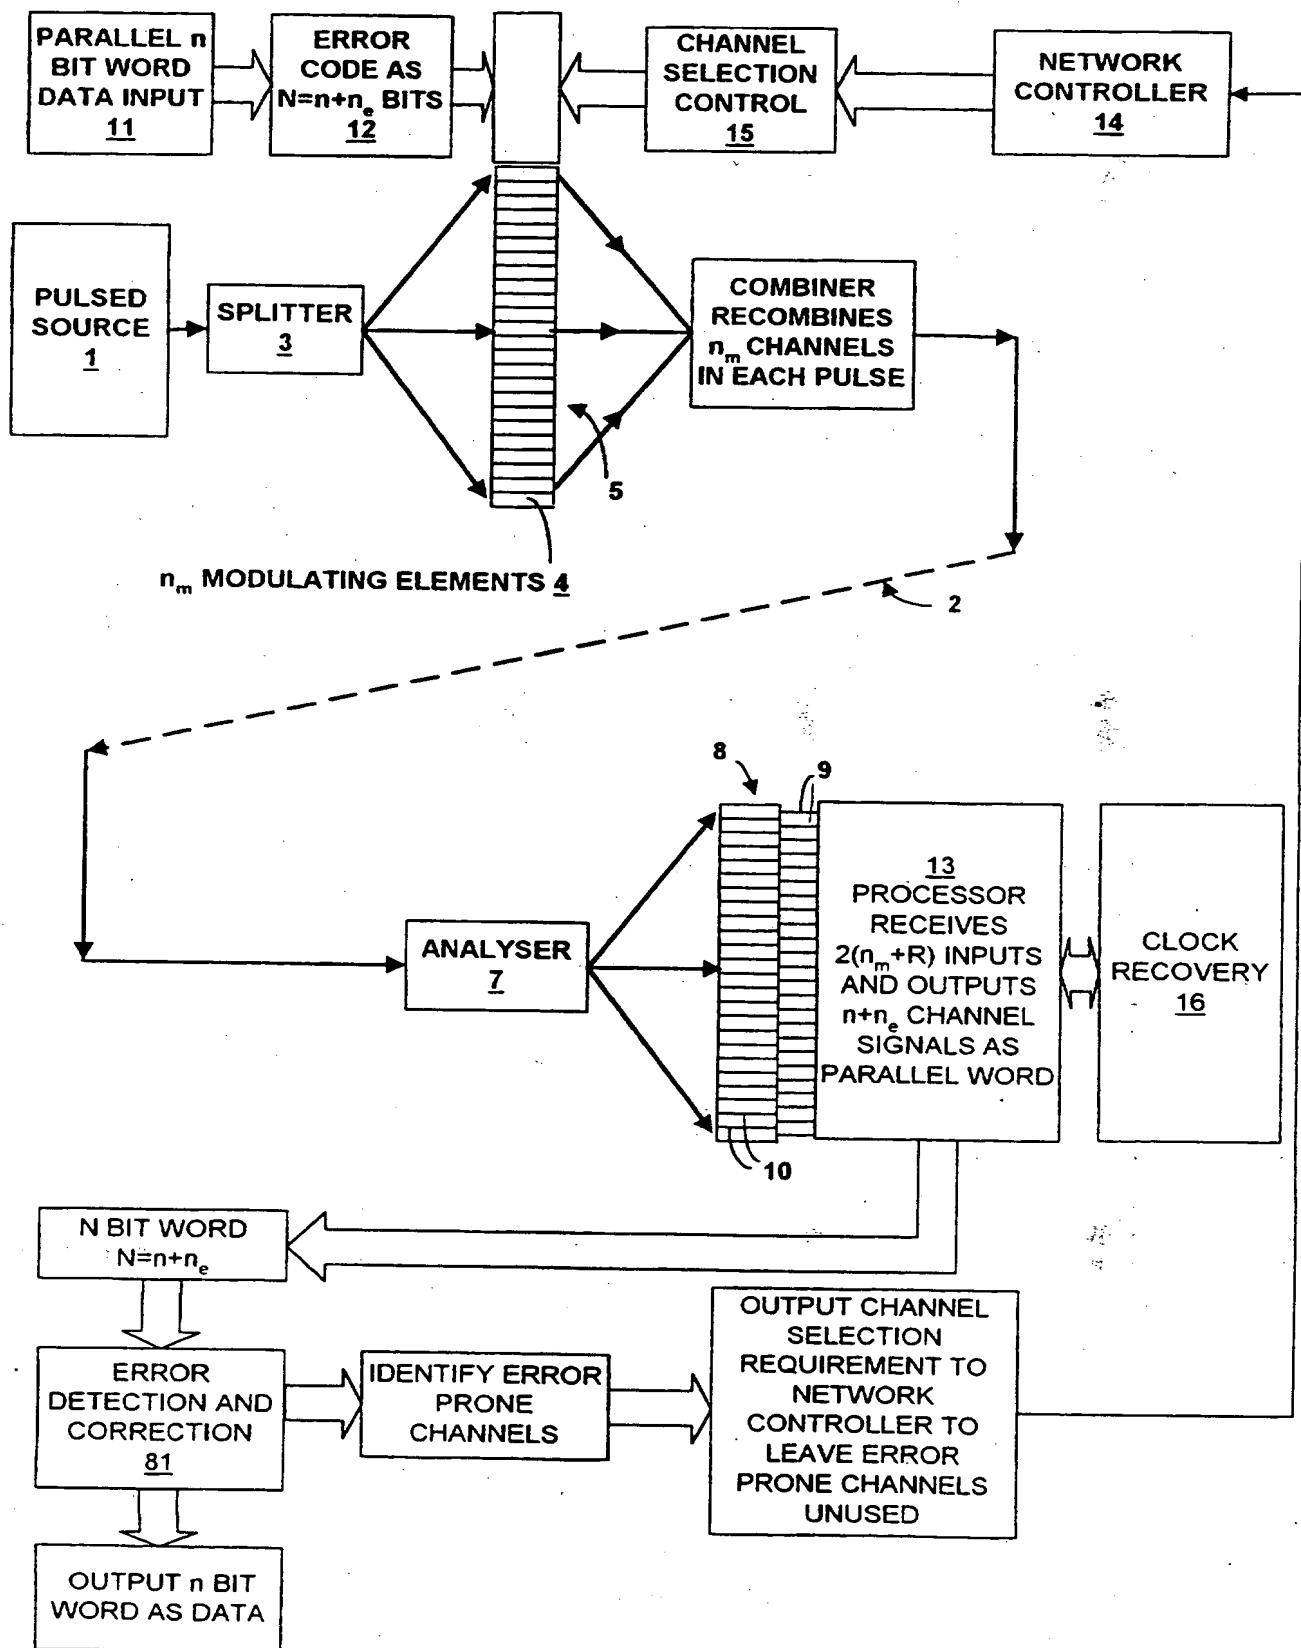 PARALLEL n
BIT WORD
DATA INPUT
11
ERROR
CODE AS
N=n+nₑ BITS
12
CHANNEL
SELECTION
CONTROL
15
NETWORK
CONTROLLER
14
PULSED
SOURCE
1
SPLITTER
3
COMBINER
RECOMBINES
nₘ CHANNELS
IN EACH PULSE
5
nₘ MODULATING ELEMENTS 4
2
8
9
ANALYSER
7
13
PROCESSOR
RECEIVES
2(nₘ+R) INPUTS
AND OUTPUTS
n+nₑ CHANNEL
SIGNALS AS
PARALLEL WORD
CLOCK
RECOVERY
16
10
N BIT WORD
N=n+nₑ
ERROR
DETECTION AND
CORRECTION
81
IDENTIFY ERROR
PRONE
CHANNELS
OUTPUT CHANNEL
SELECTION
REQUIREMENT TO
NETWORK
CONTROLLER TO
LEAVE ERROR
PRONE CHANNELS
UNUSED
OUTPUT n BIT
WORD AS DATA